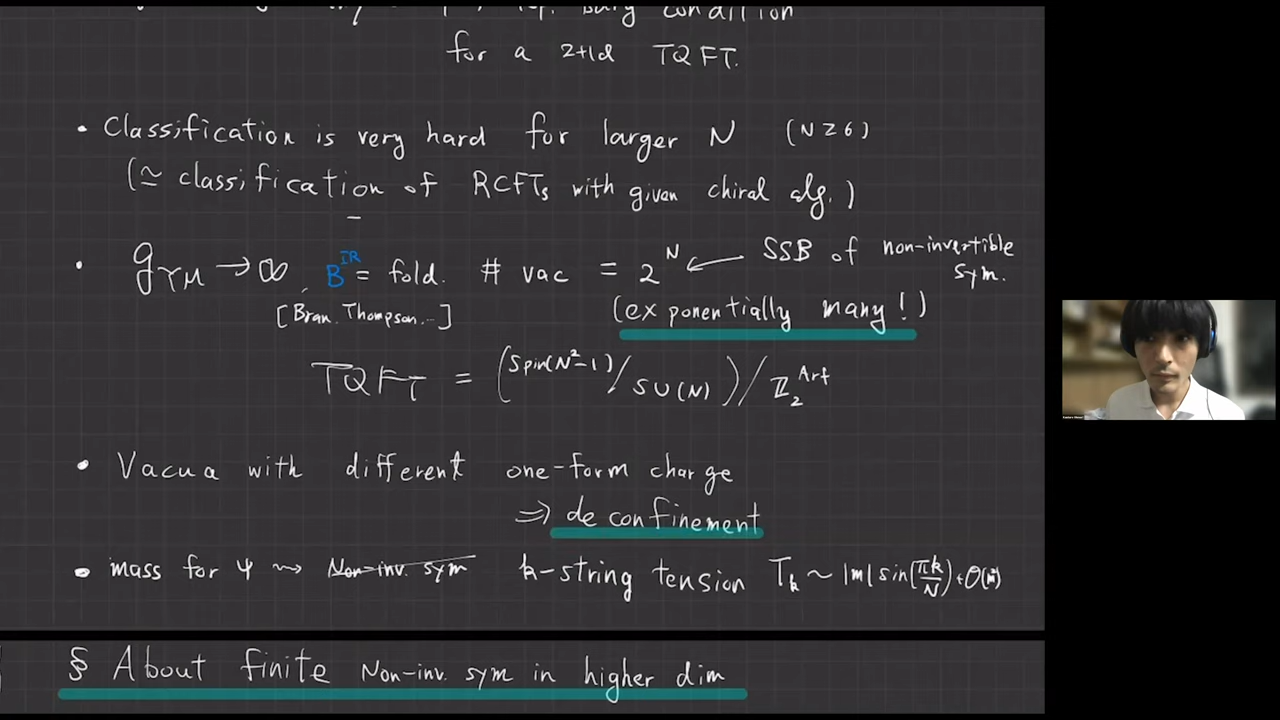 bdry condition
for a 2+1d TQFT.
• Classification is very hard for larger N (N≥6)
(≃ classification of RCFTs with given chiral alg.)
• g_YM → ∞, B^IR = fold. # vac = 2^N ← SSB of non-invertible sym.
[Bran. Thompson...] (exponentially many!)
TQFT = (Spin(N²-1)/SU(N))/ℤ₂^Arf
• Vacua with different one-form charge
⇒ deconfinement
• mass for ψ ⇝ Non-inv. sym k-string tension T_k ~ |m| sin(πk/N) + O(m²)
§ About finite Non-inv. sym in higher dim